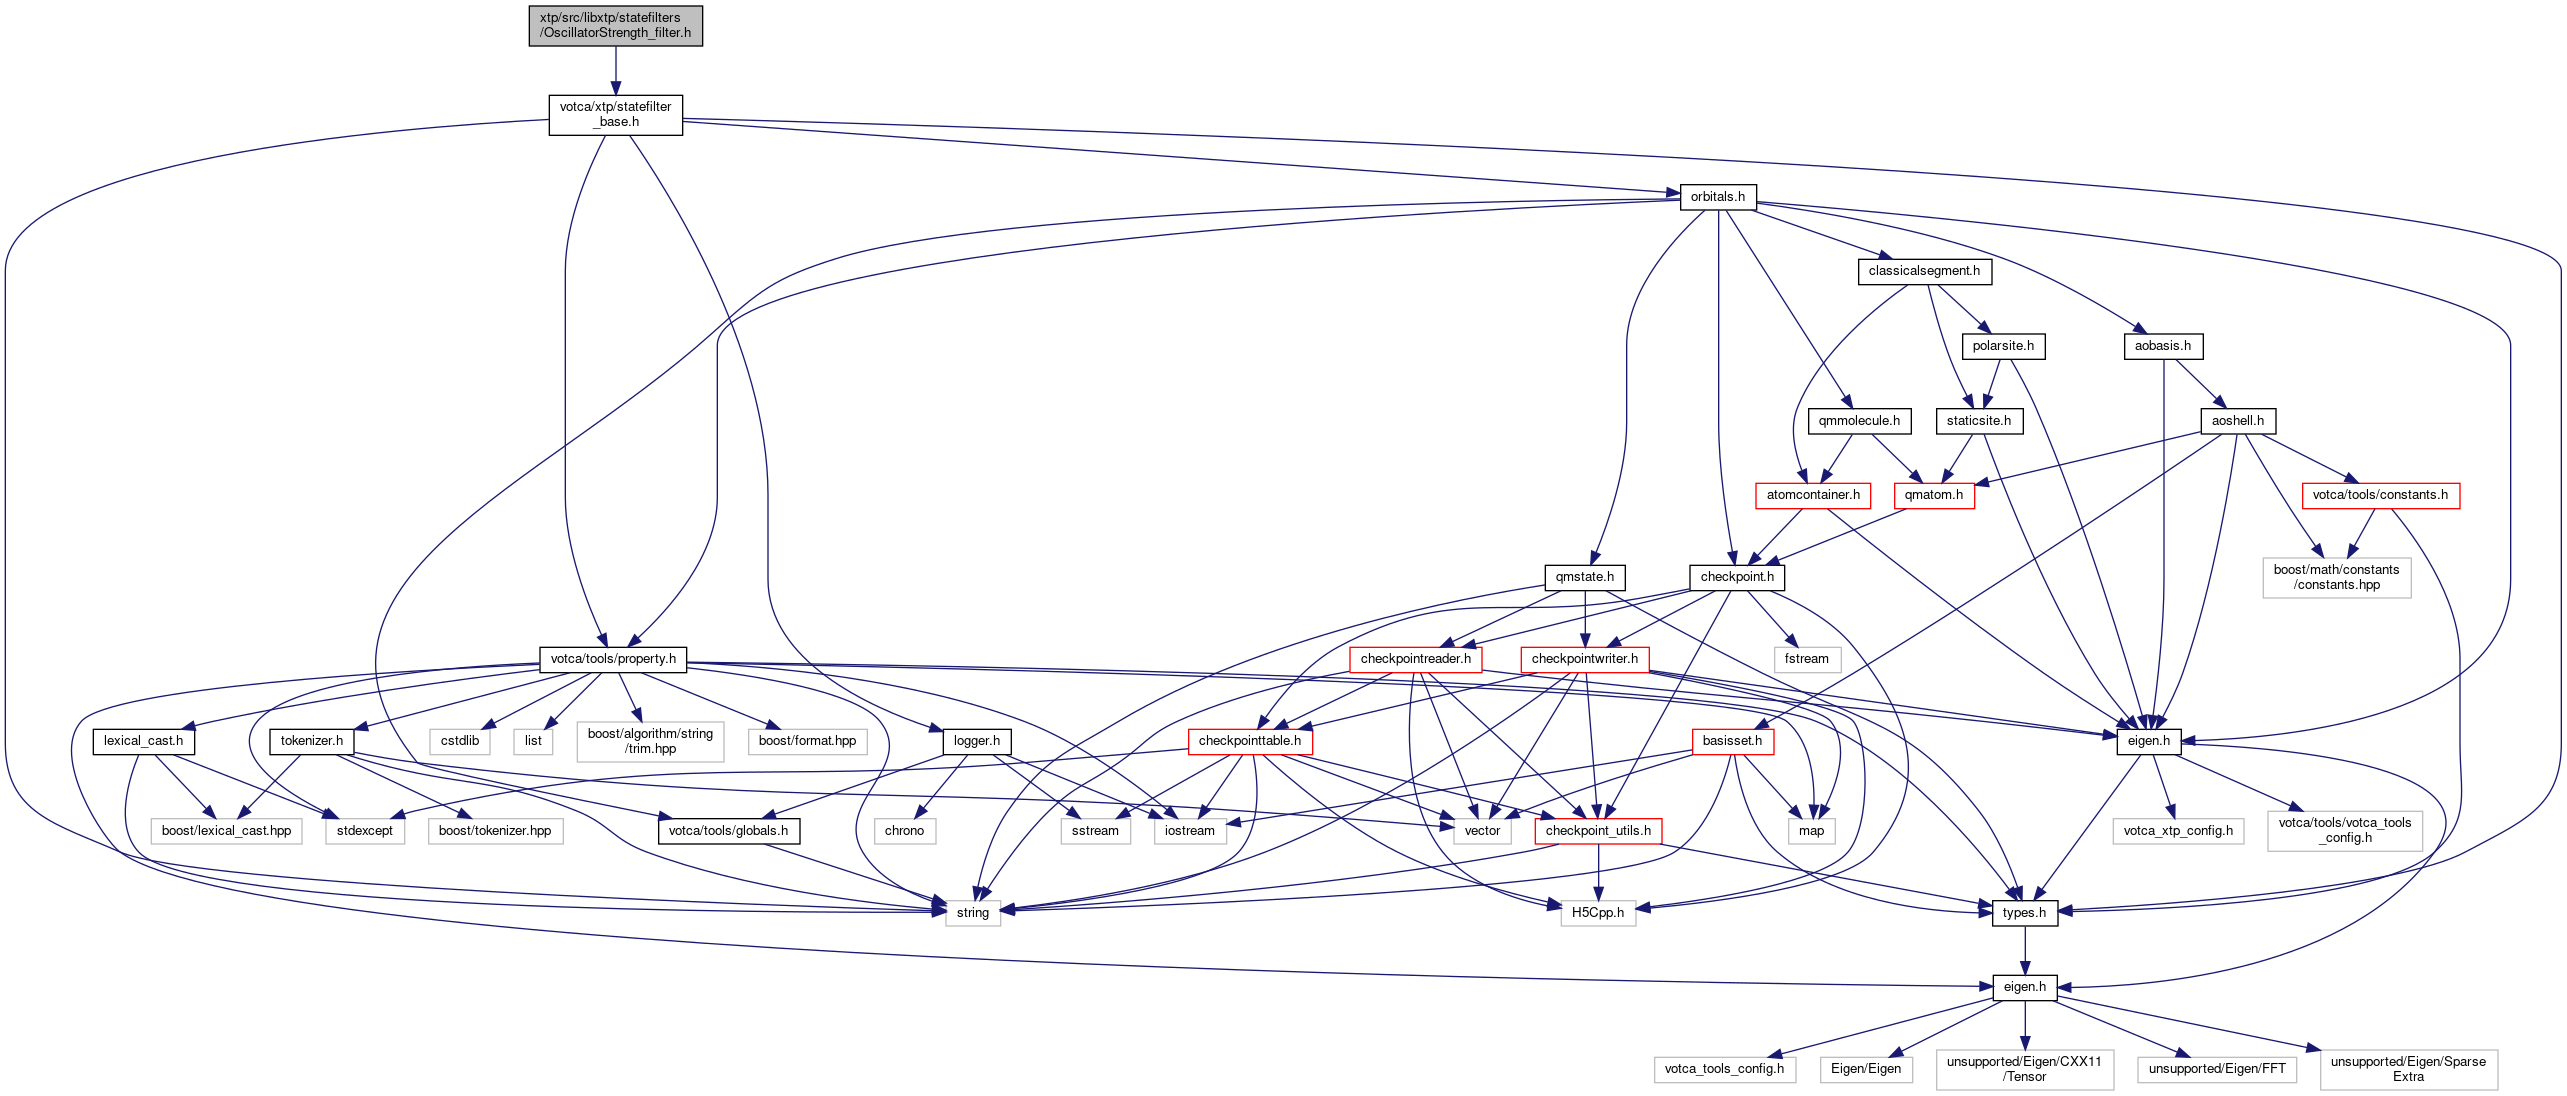 xtp/src/libxtp/statefilters
/OscillatorStrength_filter.h
votca/xtp/statefilter
_base.h
orbitals.h
classicalsegment.h
polarsite.h
aobasis.h
qmmolecule.h
staticsite.h
aoshell.h
atomcontainer.h
qmatom.h
votca/tools/constants.h
qmstate.h
checkpoint.h
boost/math/constants
/constants.hpp
votca/tools/property.h
checkpointreader.h
checkpointwriter.h
fstream
lexical_cast.h
tokenizer.h
cstdlib
list
boost/algorithm/string
/trim.hpp
boost/format.hpp
logger.h
checkpointtable.h
basisset.h
eigen.h
boost/lexical_cast.hpp
stdexcept
boost/tokenizer.hpp
votca/tools/globals.h
chrono
sstream
iostream
vector
checkpoint_utils.h
map
votca_xtp_config.h
votca/tools/votca_tools
_config.h
string
H5Cpp.h
types.h
eigen.h
votca_tools_config.h
Eigen/Eigen
unsupported/Eigen/CXX11
/Tensor
unsupported/Eigen/FFT
unsupported/Eigen/Sparse
Extra